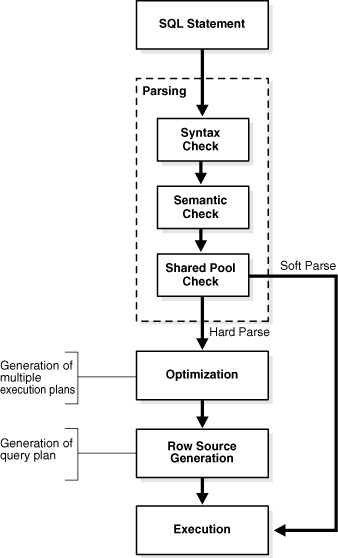 SQL Statement
Parsing
Syntax
Check
Semantic
Check
Shared Pool
Check
Soft Parse
Hard Parse
Generation of
multiple
execution plans
Optimization
Generation of
query plan
Row Source
Generation
Execution